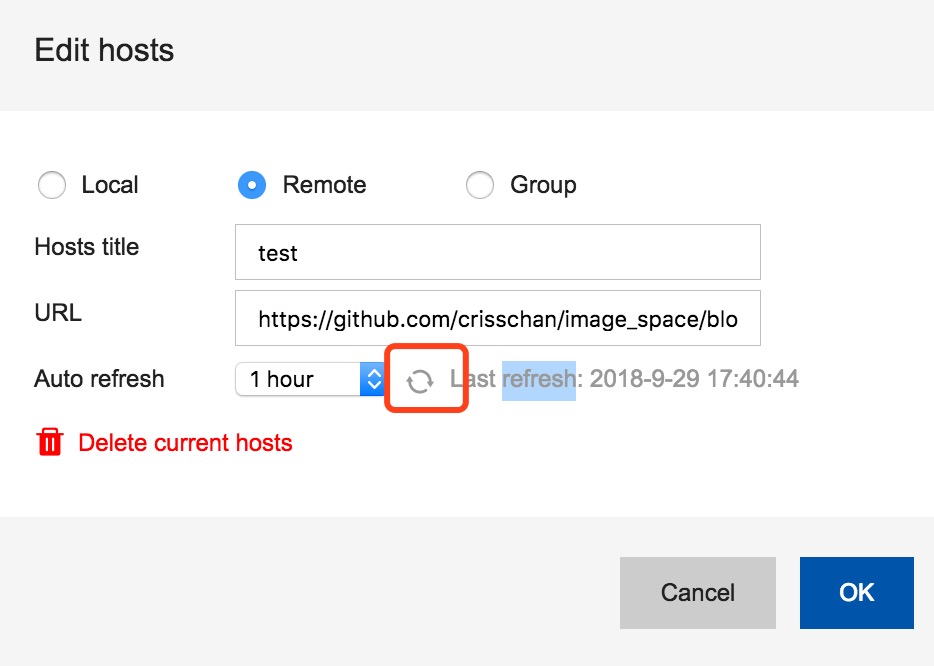 Edit hosts
Local Remote Group
Hosts title test
URL https://github.com/crisschan/image_space/blo
Auto refresh 1 hour Last refresh: 2018-9-29 17:40:44
Delete current hosts
Cancel OK